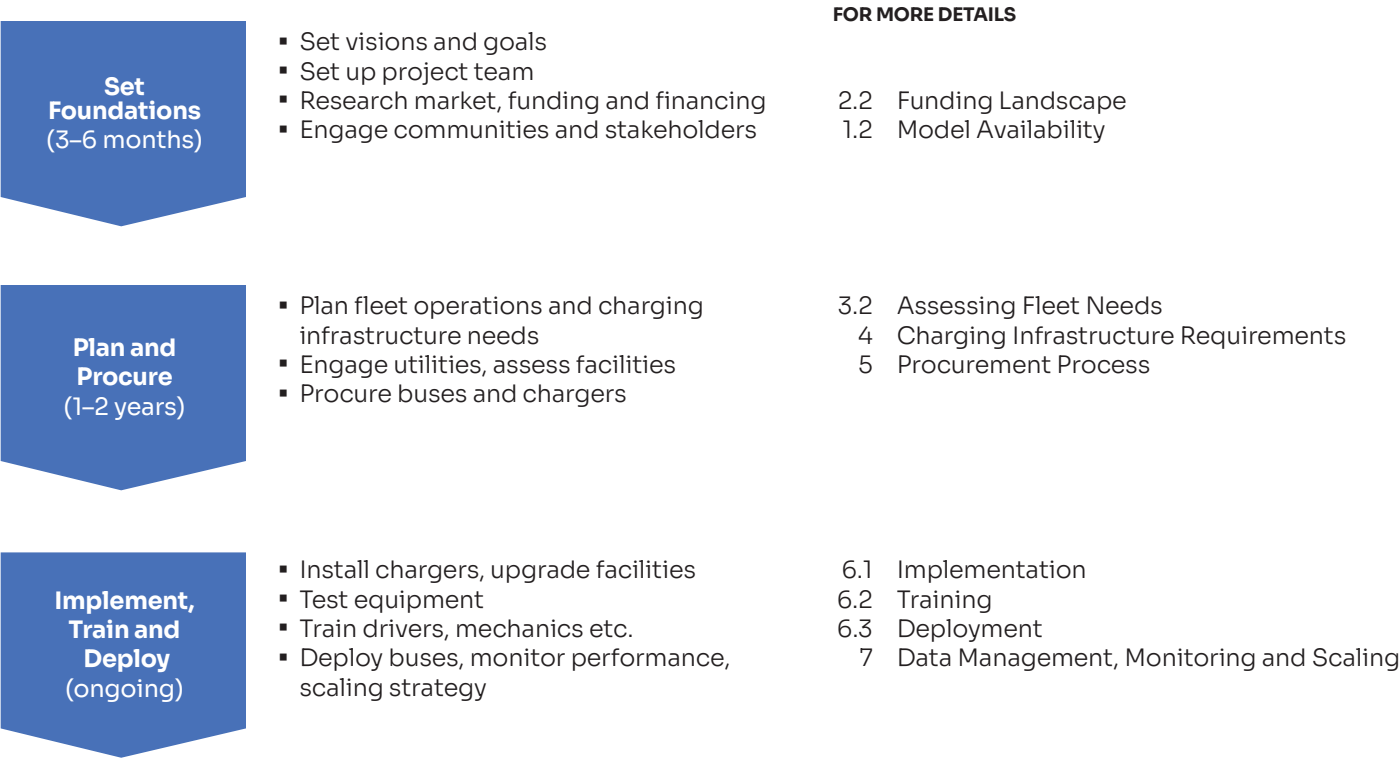 FOR MORE DETAILS
Set
Foundations
(3–6 months)
▪ Set visions and goals
▪ Set up project team
▪ Research market, funding and financing
▪ Engage communities and stakeholders
2.2 Funding Landscape
1.2 Model Availability
Plan and
Procure
(1–2 years)
▪ Plan fleet operations and charging
infrastructure needs
▪ Engage utilities, assess facilities
▪ Procure buses and chargers
3.2 Assessing Fleet Needs
4 Charging Infrastructure Requirements
5 Procurement Process
Implement,
Train and
Deploy
(ongoing)
▪ Install chargers, upgrade facilities
▪ Test equipment
▪ Train drivers, mechanics etc.
▪ Deploy buses, monitor performance,
scaling strategy
6.1 Implementation
6.2 Training
6.3 Deployment
7 Data Management, Monitoring and Scaling